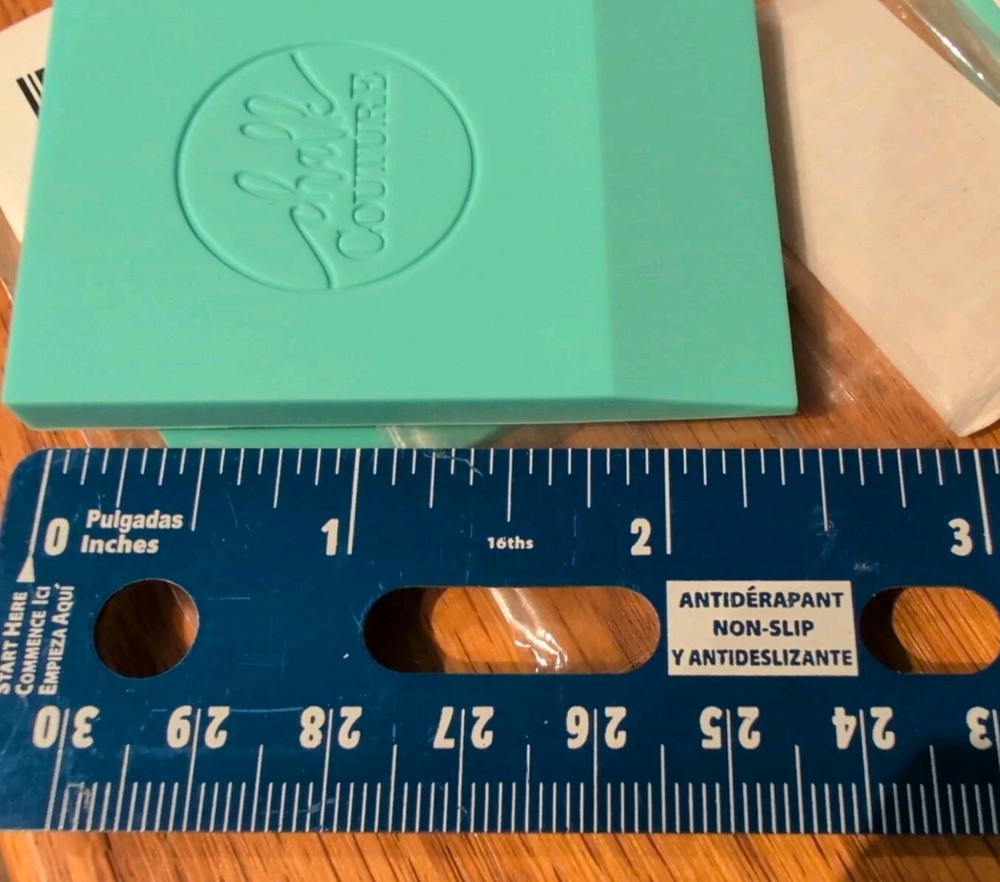 chalk
COUTURE
0 1 2 3
Pulgadas
Inches
16ths
START HERE
COMMENCE ICI
EMPIEZA AQUÍ
ANTIDÉRAPANT
NON-SLIP
Y ANTIDESLIZANTE
30 29 28 27 26 25 24